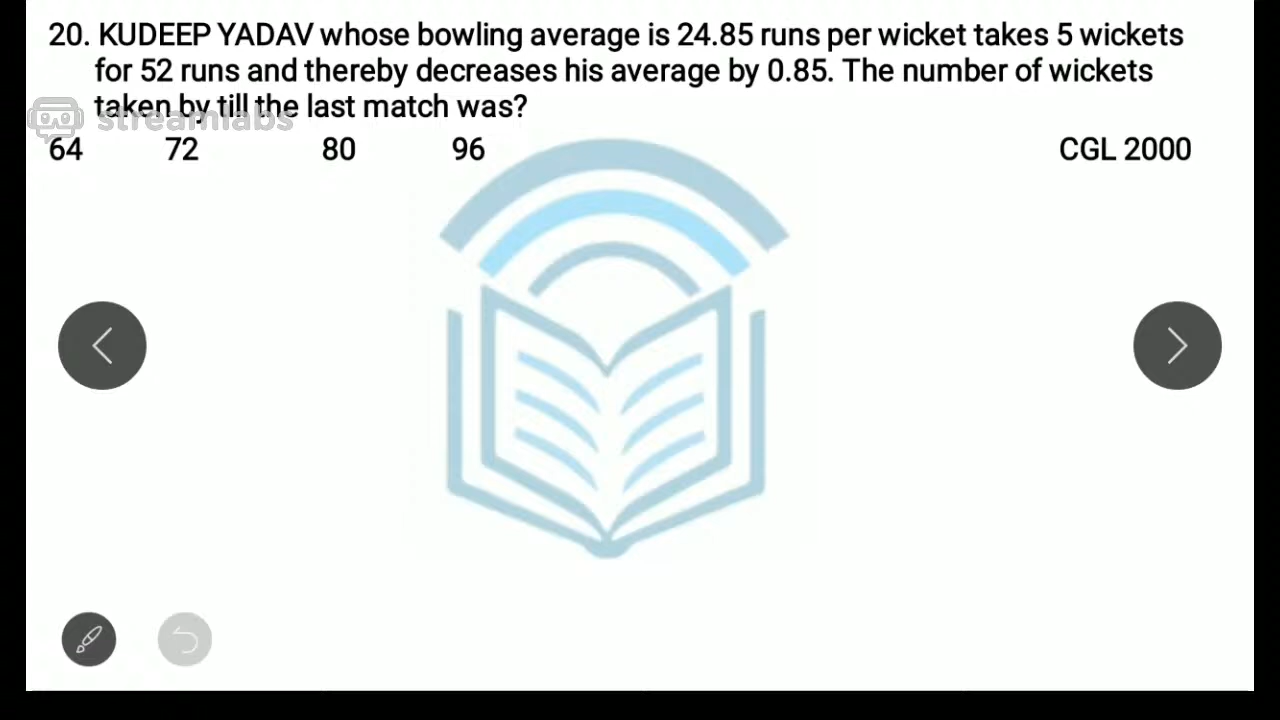 20. KUDEEP YADAV whose bowling average is 24.85 runs per wicket takes 5 wickets
for 52 runs and thereby decreases his average by 0.85. The number of wickets
taken by till the last match was?
streamlabs
64 72 80 96 CGL 2000